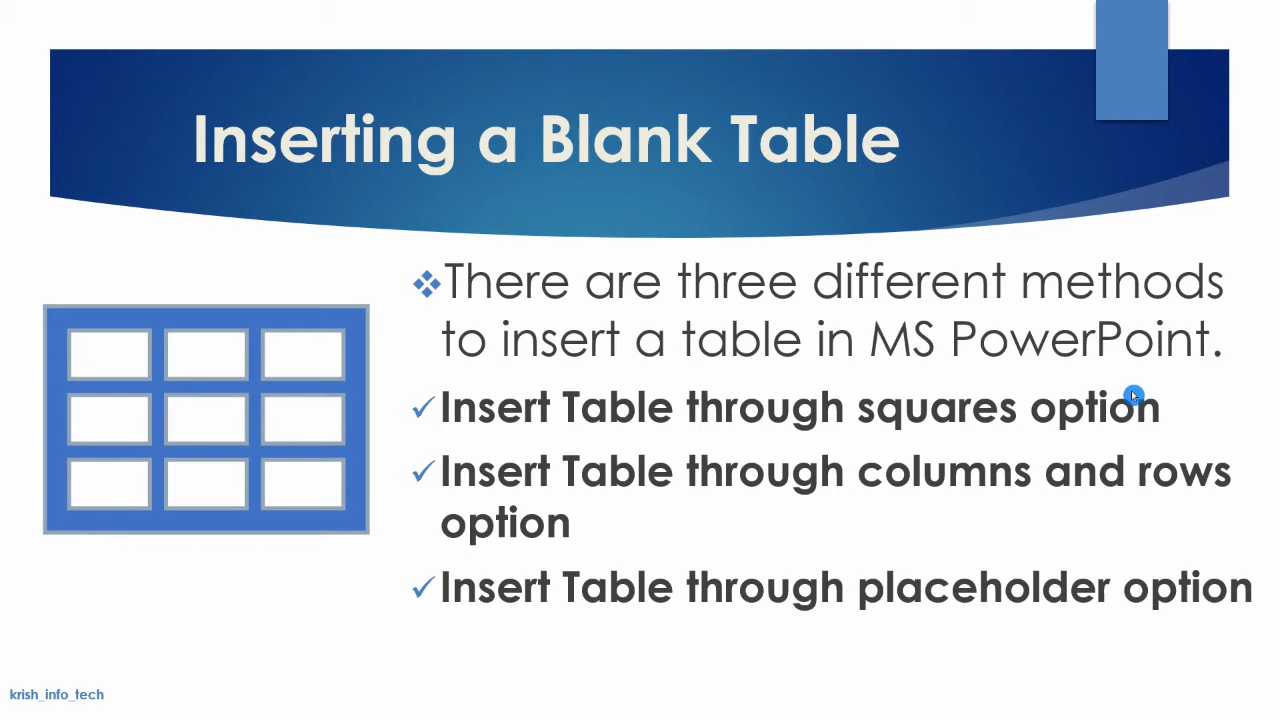 Inserting a Blank Table
❖There are three different methods
to insert a table in MS PowerPoint.
✓Insert Table through squares option
✓Insert Table through columns and rows
option
✓Insert Table through placeholder option
krish_info_tech